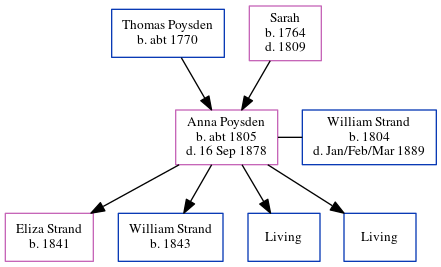 Thomas Poysden
b. abt 1770
Sarah
b. 1764
d. 1809
Anna Poysden
b. abt 1805
d. 16 Sep 1878
William Strand
b. 1804
d. Jan/Feb/Mar 1889
Eliza Strand
b. 1841
William Strand
b. 1843
Living
Living